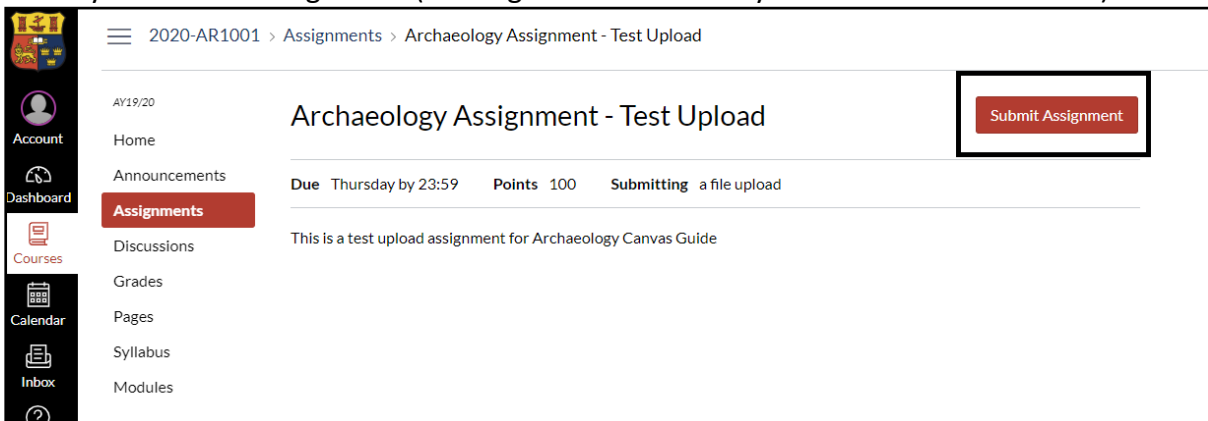 2020-AR1001 > Assignments > Archaeology Assignment - Test Upload
Account
Dashboard
Courses
Calendar
Inbox
AY19/20
Home
Announcements
Assignments
Discussions
Grades
Pages
Syllabus
Modules
Archaeology Assignment - Test Upload
Submit Assignment
Due Thursday by 23:59 Points 100 Submitting a file upload
This is a test upload assignment for Archaeology Canvas Guide